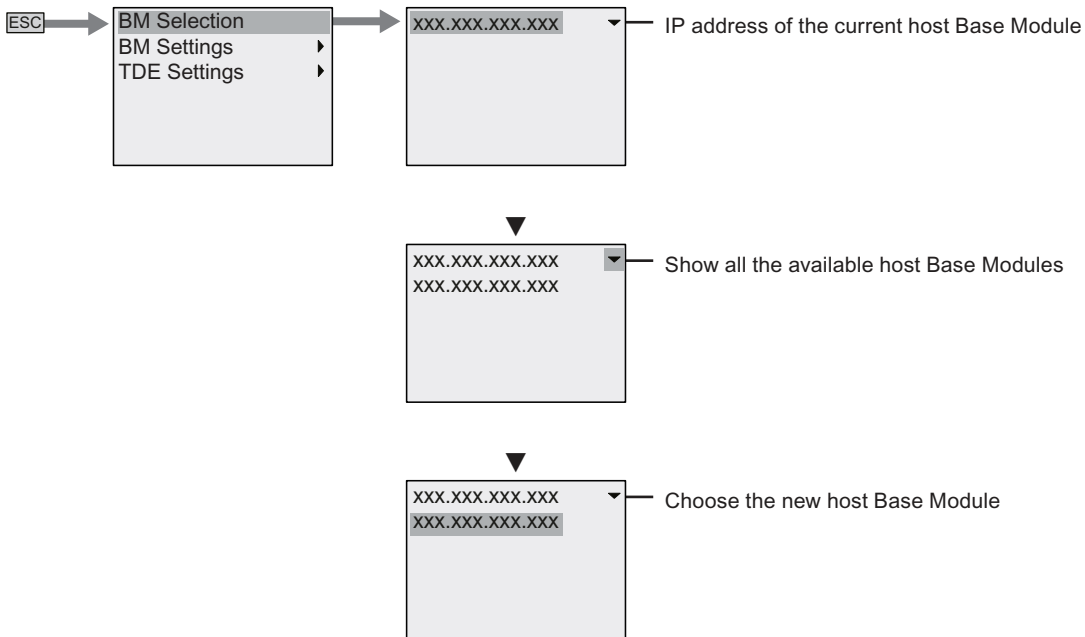 ESC
BM Selection
BM Settings
TDE Settings
xxx.xxx.xxx.xxx
IP address of the current host Base Module
xxx.xxx.xxx.xxx
xxx.xxx.xxx.xxx
Show all the available host Base Modules
xxx.xxx.xxx.xxx
xxx.xxx.xxx.xxx
Choose the new host Base Module